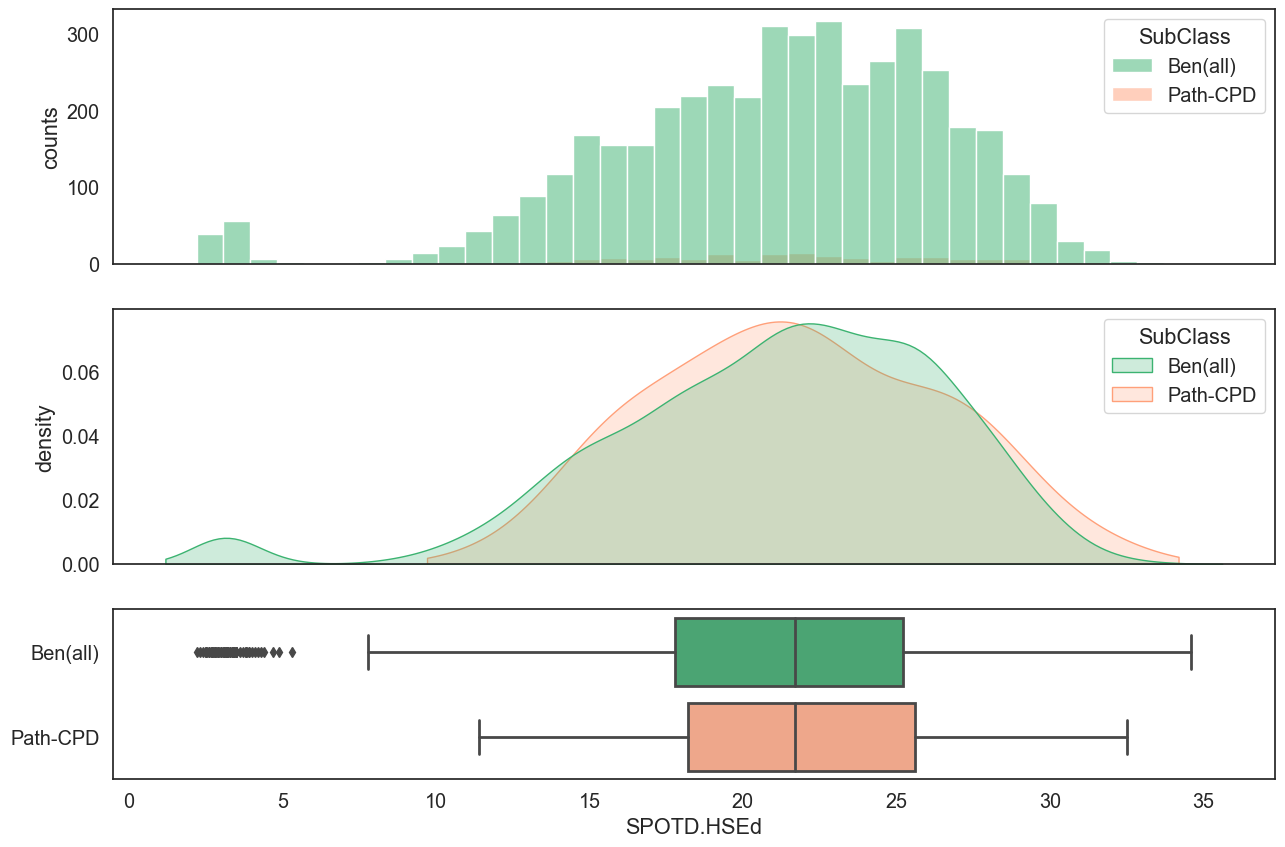 300
200
100
0
counts
SubClass
Ben(all)
Path-CPD
0.06
0.04
0.02
0.00
density
SubClass
Ben(all)
Path-CPD
Ben(all)
Path-CPD
0 5 10 15 20 25 30 35
SPOTD.HSEd